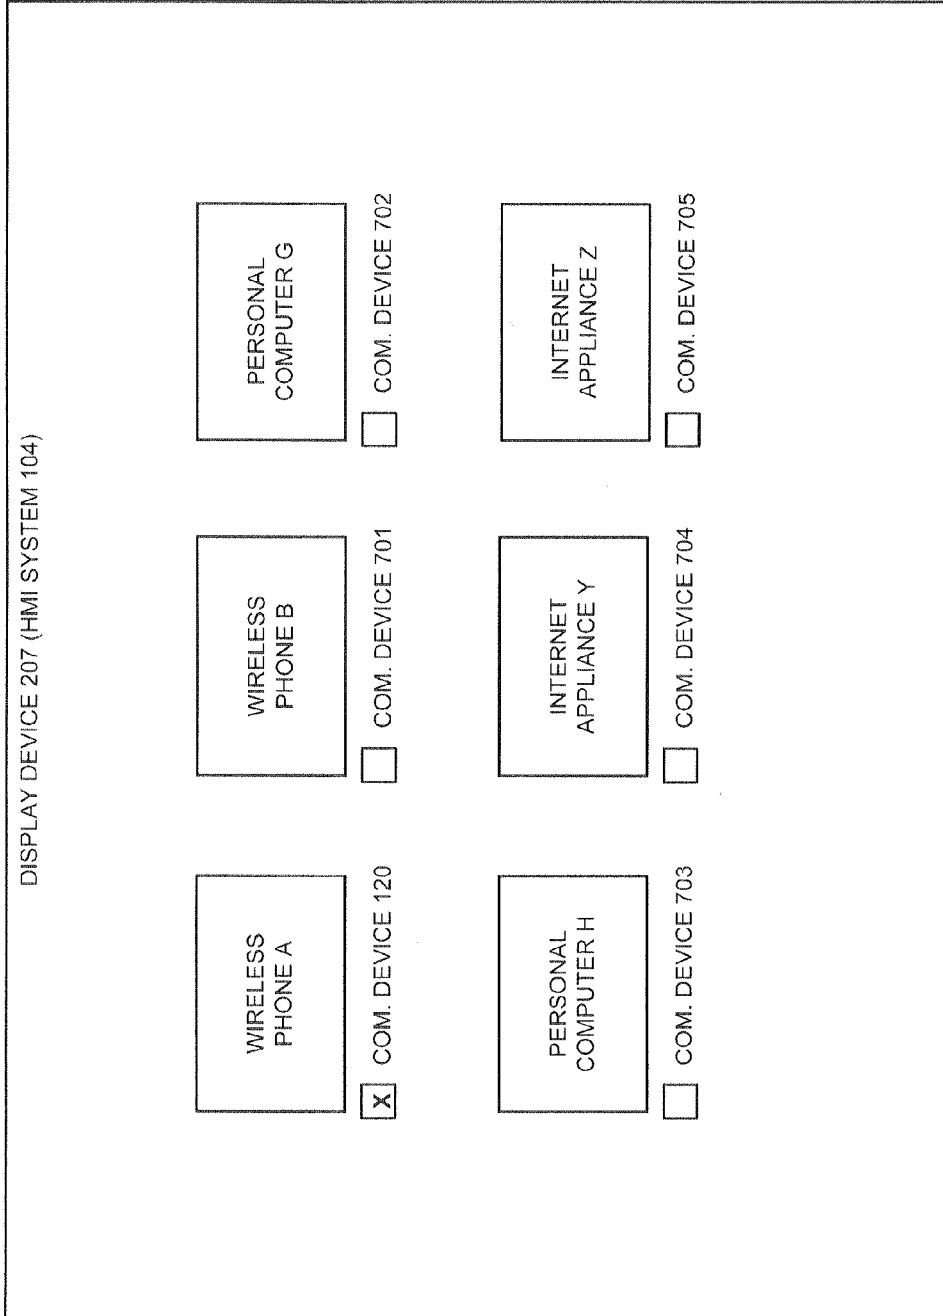 DISPLAY DEVICE 207 (HMI SYSTEM 104)
WIRELESS
PHONE A
X COM. DEVICE 120
WIRELESS
PHONE B
COM. DEVICE 701
PERSONAL
COMPUTER G
COM. DEVICE 702
PERSONAL
COMPUTER H
COM. DEVICE 703
INTERNET
APPLIANCE Y
COM. DEVICE 704
INTERNET
APPLIANCE Z
COM. DEVICE 705